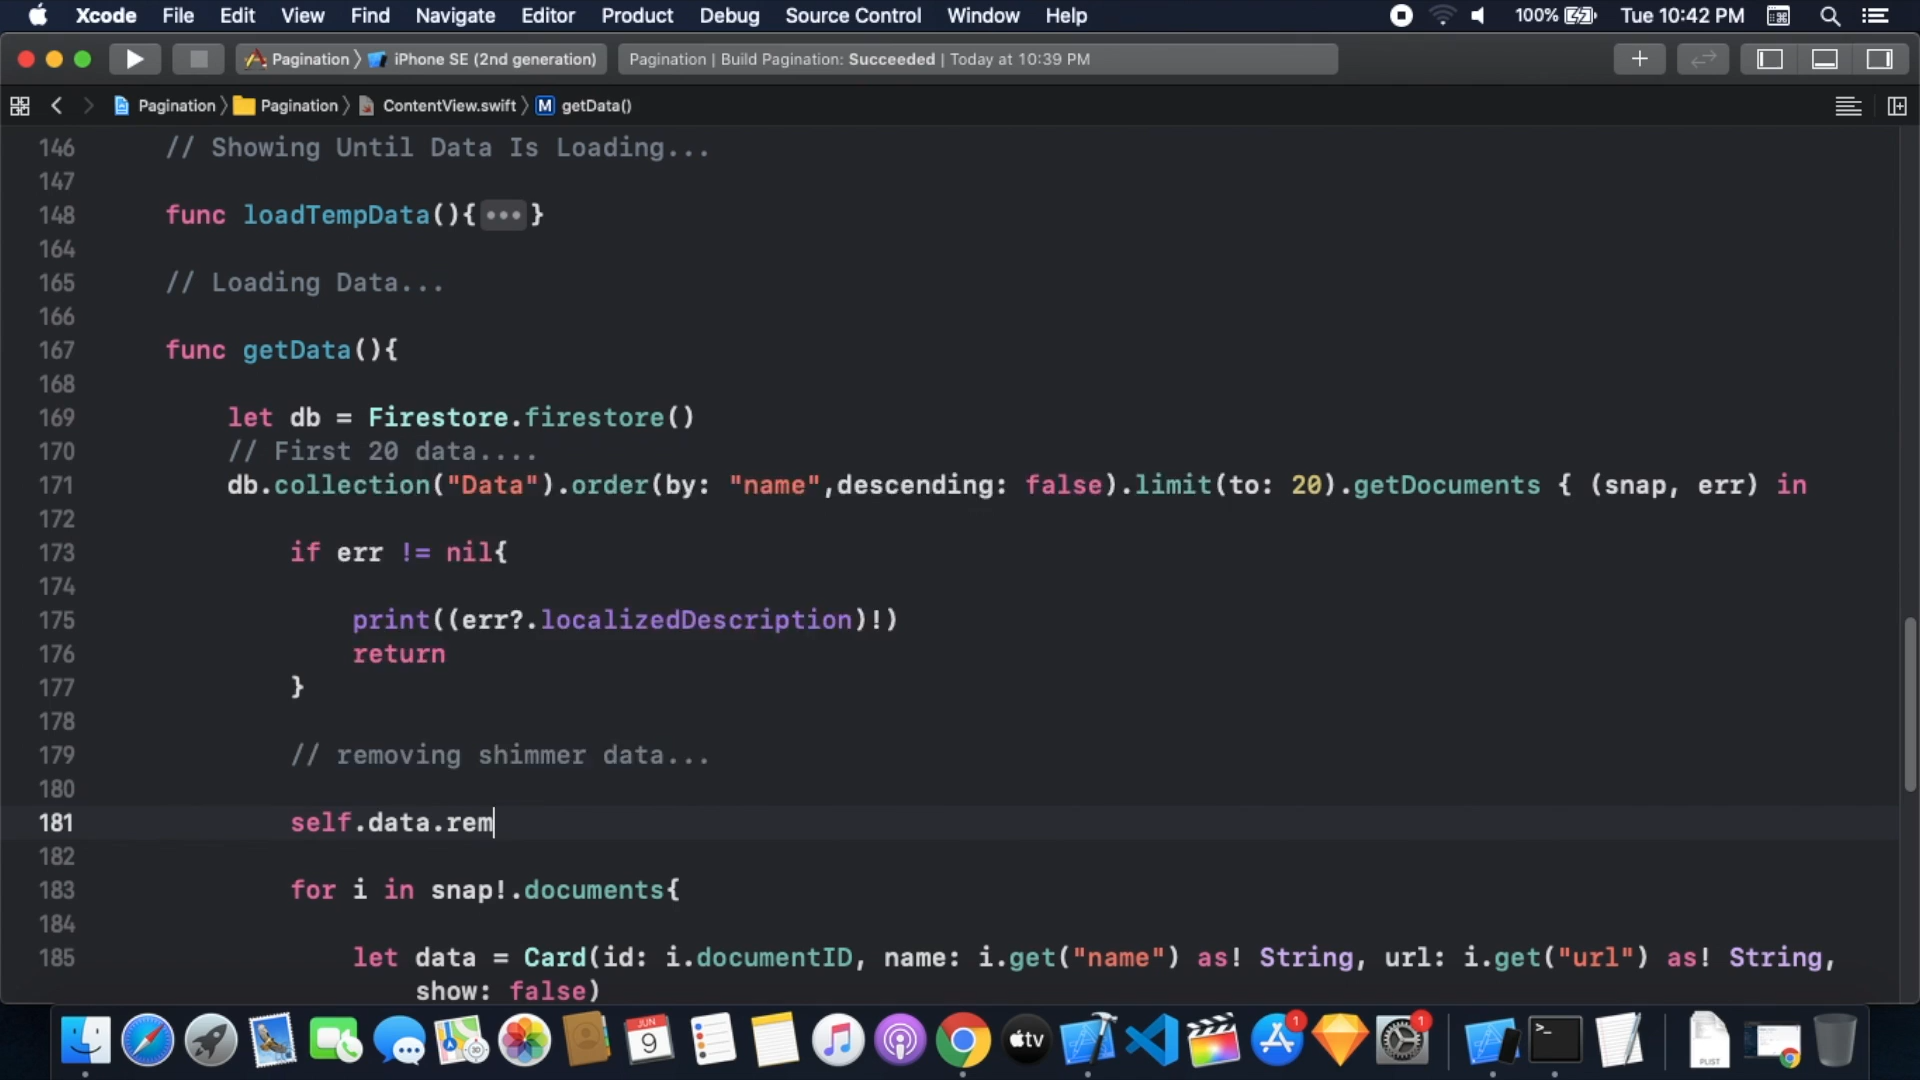 Xcode File Edit View Find Navigate Editor Product Debug Source Control Window Help 100% Tue 10:42 PM
Pagination 〉 iPhone SE (2nd generation) Pagination | Build Pagination: Succeeded | Today at 10:39 PM
Pagination 〉 Pagination 〉 ContentView.swift 〉 M getData()
146 // Showing Until Data Is Loading...
147
148 func loadTempData(){•••}
164
165 // Loading Data...
166
167 func getData(){
168
169 let db = Firestore.firestore()
170 // First 20 data....
171 db.collection("Data").order(by: "name",descending: false).limit(to: 20).getDocuments { (snap, err) in
172
173 if err != nil{
174
175 print((err?.localizedDescription)!)
176 return
177 }
178
179 // removing shimmer data...
180
181 self.data.rem
182
183 for i in snap!.documents{
184
185 let data = Card(id: i.documentID, name: i.get("name") as! String, url: i.get("url") as! String,
show: false)
JUN
9
tv
1
1
>_
PLIST